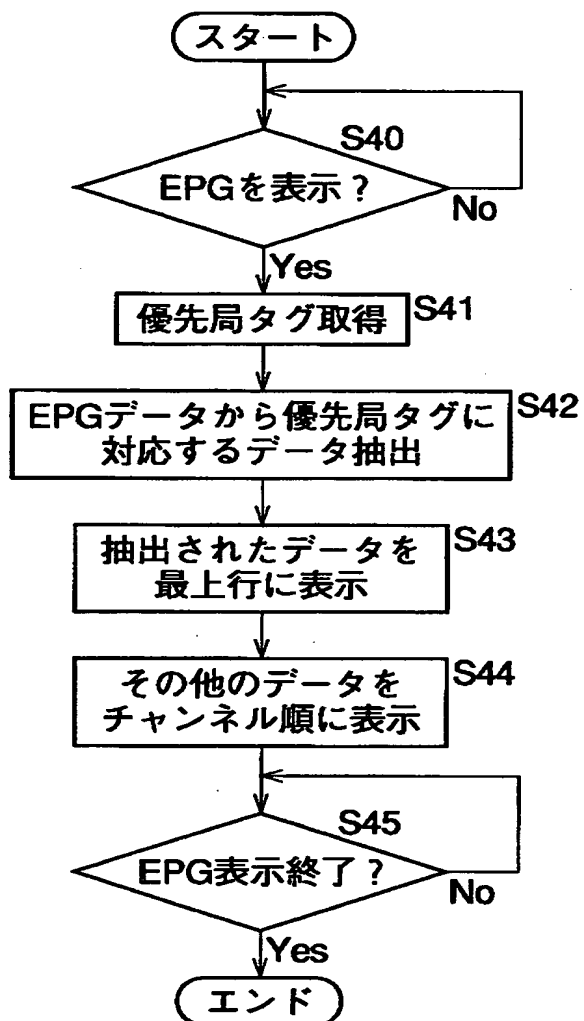 スタート
S40
EPGを表示?
No
Yes
優先局タグ取得
S41
EPGデータから優先局タグに
対応するデータ抽出
S42
抽出されたデータを
最上行に表示
S43
その他のデータを
チャンネル順に表示
S44
S45
EPG表示終了?
No
Yes
エンド